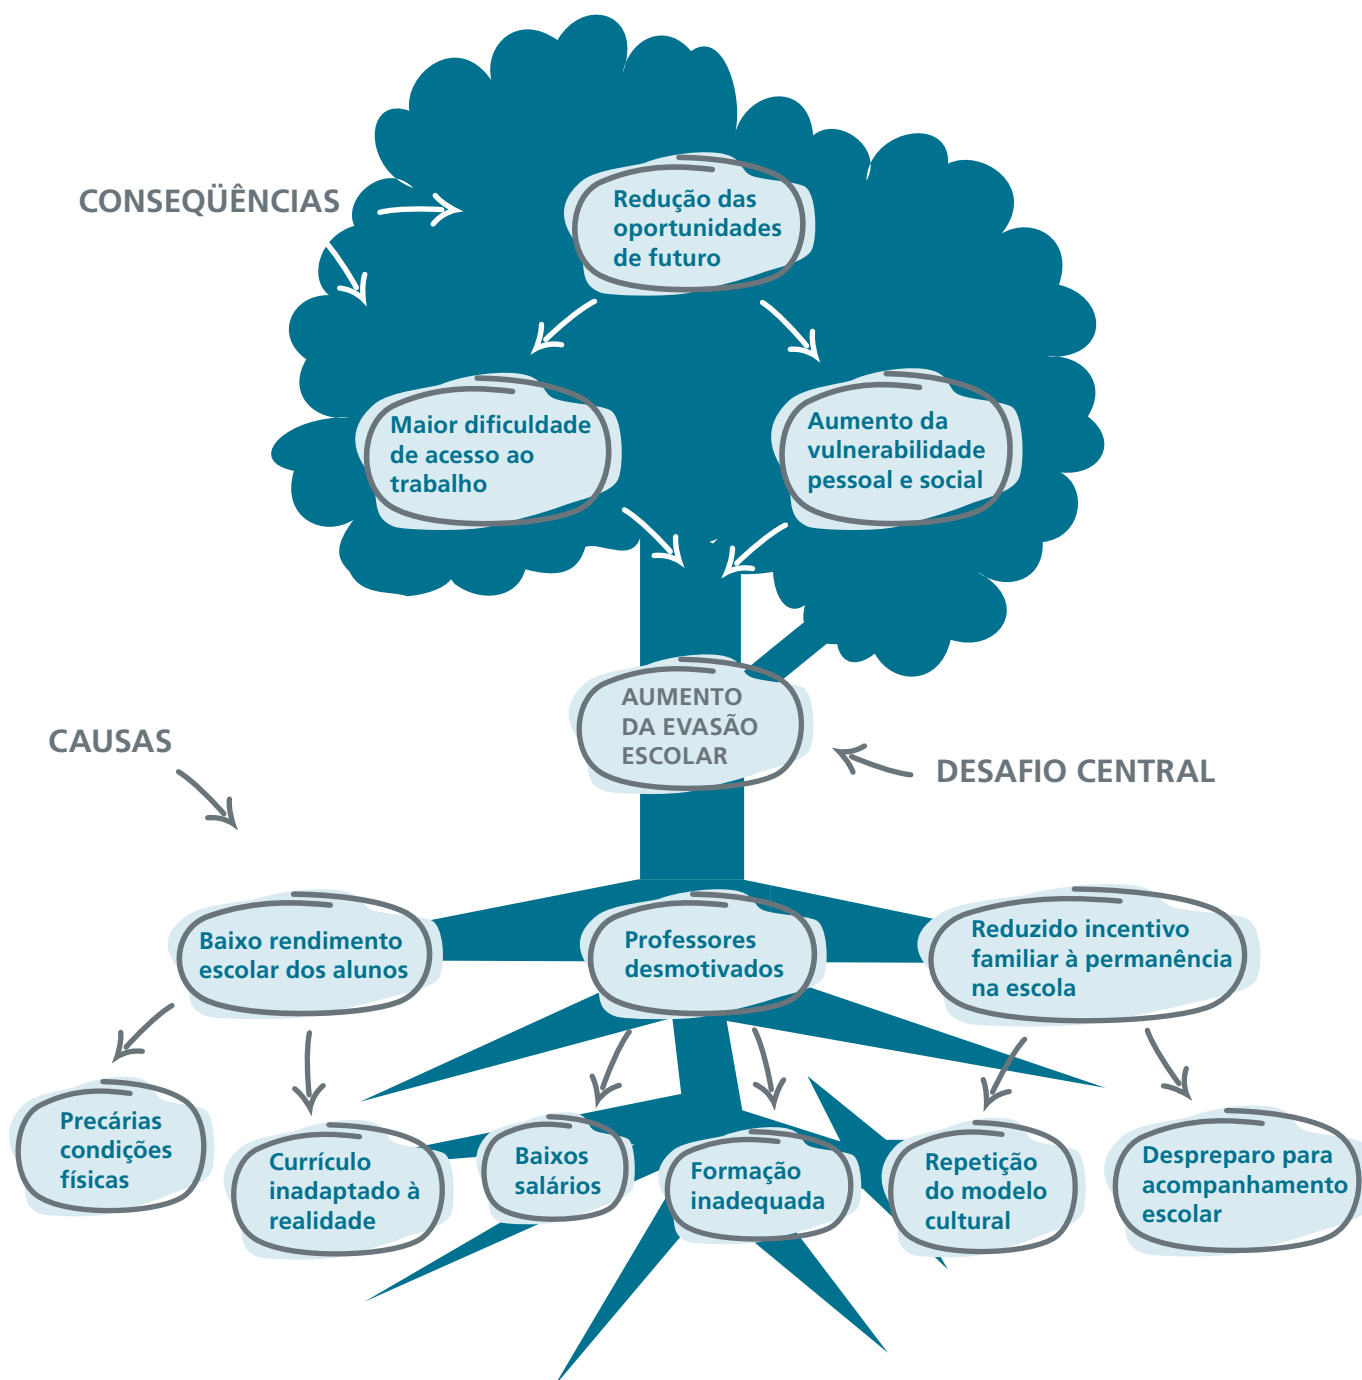 CONSEQÜÊNCIAS
Redução das
oportunidades
de futuro
Maior dificuldade
de acesso ao
trabalho
Aumento da
vulnerabilidade
pessoal e social
AUMENTO
DA EVASÃO
ESCOLAR
CAUSAS
DESAFIO CENTRAL
Baixo rendimento
escolar dos alunos
Professores
desmotivados
Reduzido incentivo
familiar à permanência
na escola
Precárias
condições
físicas
Currículo
inadaptado à
realidade
Baixos
salários
Formação
inadequada
Repetição
do modelo
cultural
Despreparo para
acompanhamento
escolar